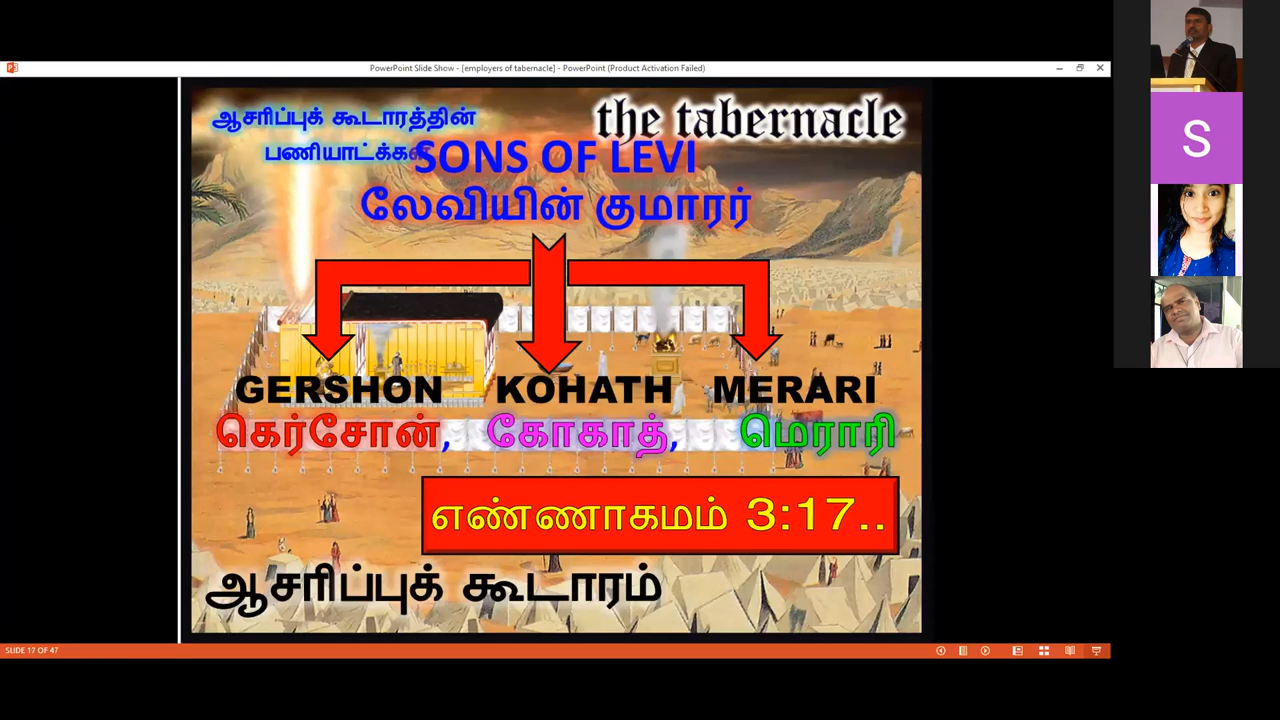 PowerPoint Slide Show - [employers of tabernacle] - PowerPoint (Product Activation Failed)
ஆசரிப்புக் கூடாரத்தின்
the tabernacle
பணியாட்க்கள்
SONS OF LEVI
லேவியின் குமாரர்
GERSHON KOHATH MERARI
கெர்சோன், கோகாத், மெராரி
எண்ணாகமம் 3:17..
ஆசரிப்புக் கூடாரம்
SLIDE 17 OF 47
S